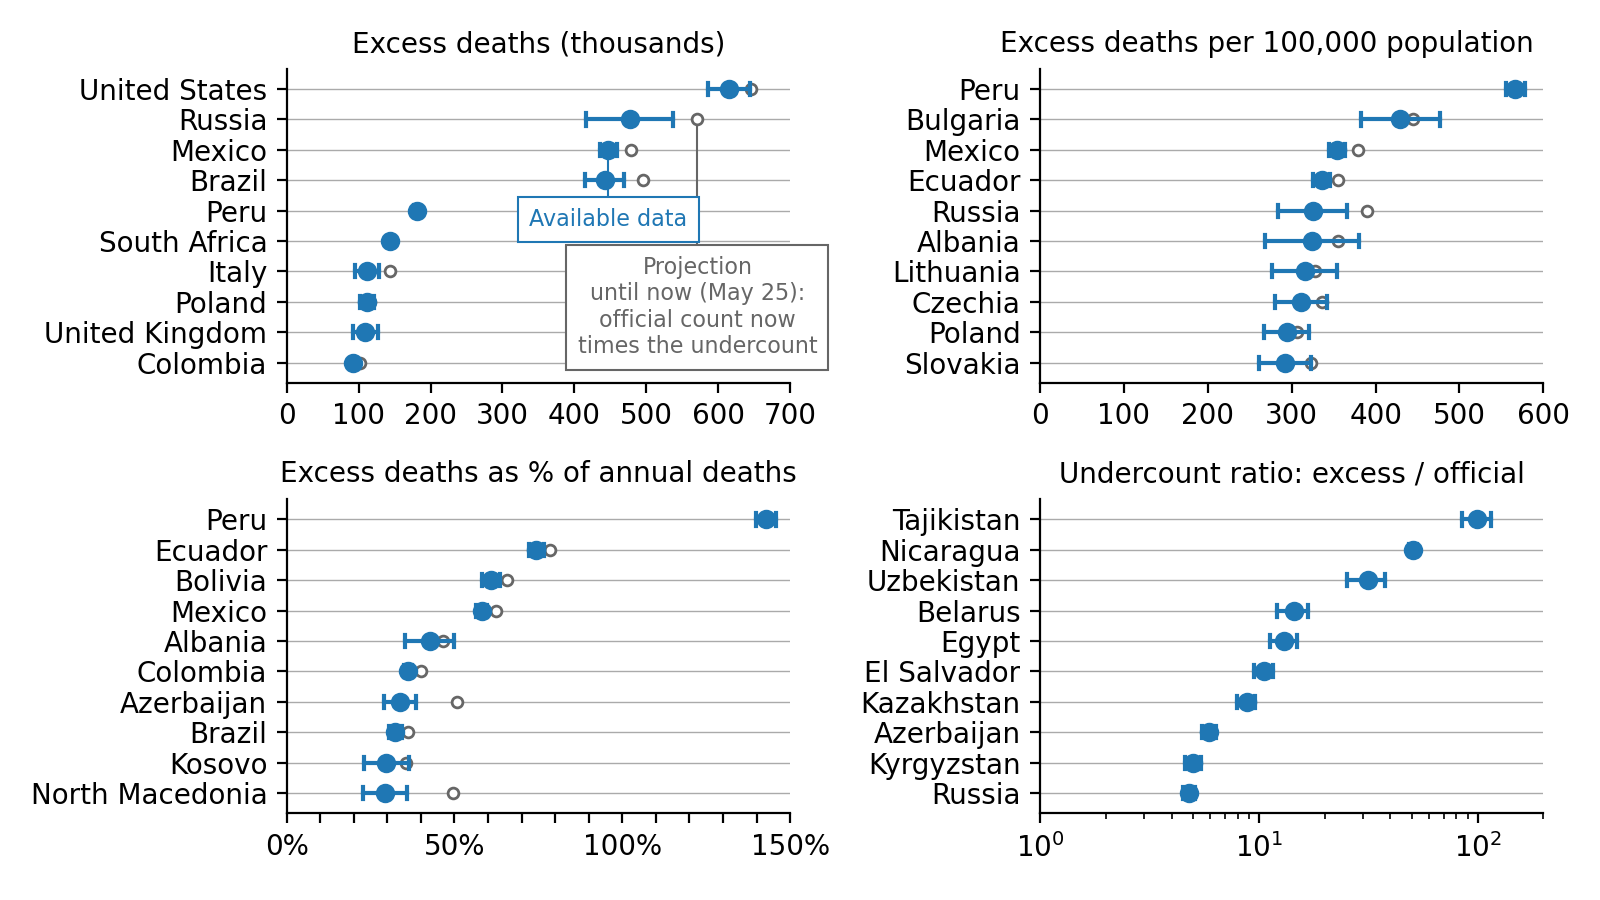 Excess deaths (thousands)
United States
Russia
Mexico
Brazil
Peru
South Africa
Italy
Poland
United Kingdom
Colombia
Available data
Projection
until now (May 25):
official count now
times the undercount
0 100 200 300 400 500 600 700
Excess deaths per 100,000 population
Peru
Bulgaria
Mexico
Ecuador
Russia
Albania
Lithuania
Czechia
Poland
Slovakia
0 100 200 300 400 500 600
Excess deaths as % of annual deaths
Peru
Ecuador
Bolivia
Mexico
Albania
Colombia
Azerbaijan
Brazil
Kosovo
North Macedonia
0% 50% 100% 150%
Undercount ratio: excess / official
Tajikistan
Nicaragua
Uzbekistan
Belarus
Egypt
El Salvador
Kazakhstan
Azerbaijan
Kyrgyzstan
Russia
10⁰ 10¹ 10²